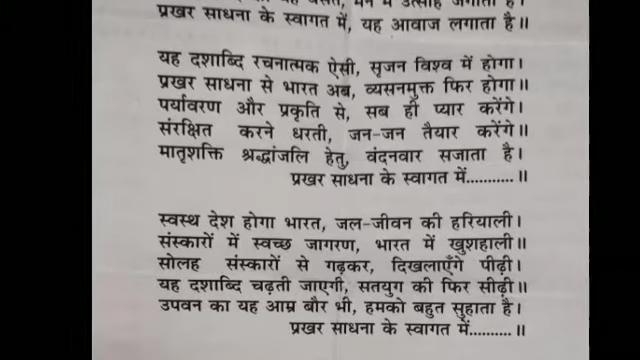 मन में उत्साह जगाता है।
प्रखर साधना के स्वागत में, यह आवाज लगाता है॥
यह दशाब्दि रचनात्मक ऐसी, सृजन विश्व में होगा।
प्रखर साधना से भारत अब, व्यसनमुक्त फिर होगा॥
पर्यावरण और प्रकृति से, सब ही प्यार करेंगे।
संरक्षित करने धरती, जन-जन तैयार करेंगे॥
मातृशक्ति श्रद्धांजलि हेतु, वंदनवार सजाता है।
प्रखर साधना के स्वागत में...........॥
स्वस्थ देश होगा भारत, जल-जीवन की हरियाली।
संस्कारों में स्वच्छ जागरण, भारत में खुशहाली॥
सोलह संस्कारों से गढ़कर, दिखलाएँगे पीढ़ी।
यह दशाब्दि चढ़ती जाएगी, सतयुग की फिर सीढ़ी॥
उपवन का यह आम्र बौर भी, हमको बहुत सुहाता है।
प्रखर साधना के स्वागत में..........॥